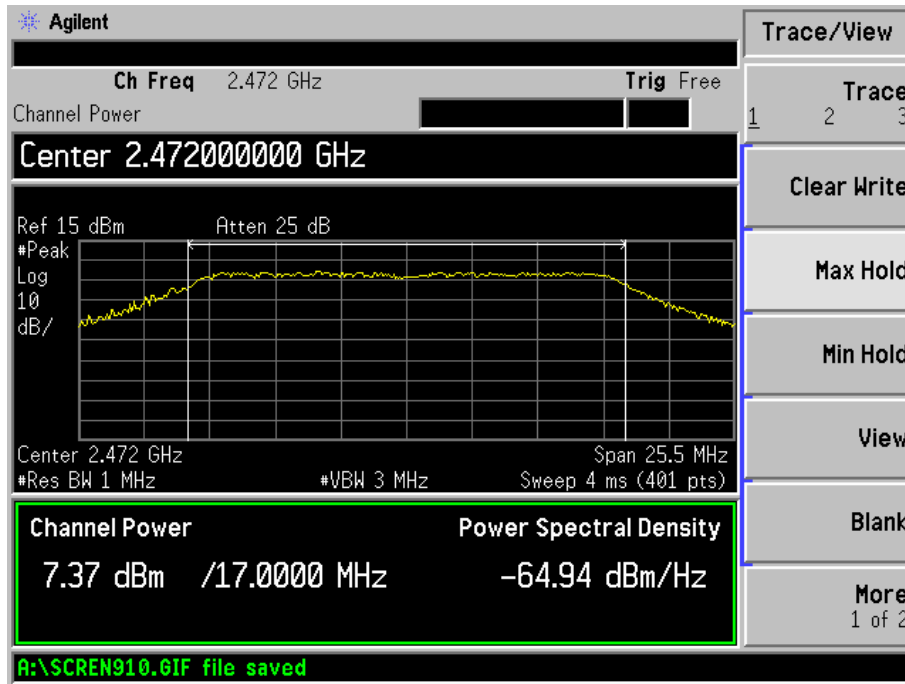 Agilent
Trace/View
Ch Freq 2.472 GHz Trig Free
Channel Power
Trace
1 2 3
Center 2.472000000 GHz
Clear Write
Ref 15 dBm Atten 25 dB
#Peak
Log
10
dB/
Max Hold
Min Hold
View
Center 2.472 GHz Span 25.5 MHz
#Res BW 1 MHz #VBW 3 MHz Sweep 4 ms (401 pts)
Channel Power Power Spectral Density
Blank
7.37 dBm /17.0000 MHz -64.94 dBm/Hz
More
1 of 2
A:\SCREN910.GIF file saved